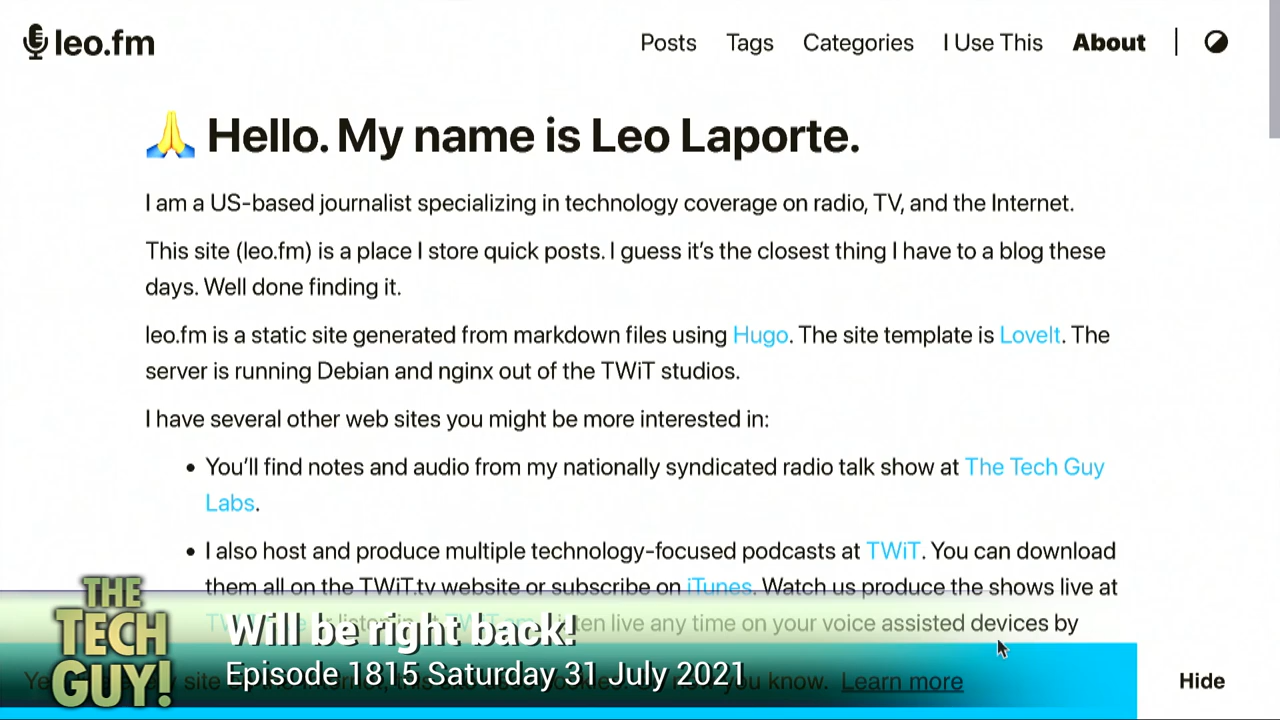 leo.fm
Posts Tags Categories I Use This About
Hello. My name is Leo Laporte.
I am a US-based journalist specializing in technology coverage on radio, TV, and the Internet.
This site (leo.fm) is a place I store quick posts. I guess it's the closest thing I have to a blog these
days. Well done finding it.
leo.fm is a static site generated from markdown files using Hugo. The site template is LoveIt. The
server is running Debian and nginx out of the TWiT studios.
I have several other web sites you might be more interested in:
• You'll find notes and audio from my nationally syndicated radio talk show at The Tech Guy
Labs.
• I also host and produce multiple technology-focused podcasts at TWiT. You can download
them all on the TWiT.tv website or subscribe on iTunes. Watch us produce the shows live at
live any time on your voice assisted devices by
THE
TECH
GUY!
Will be right back!
Episode 1815 Saturday 31 July 2021
you know. Learn more
Hide